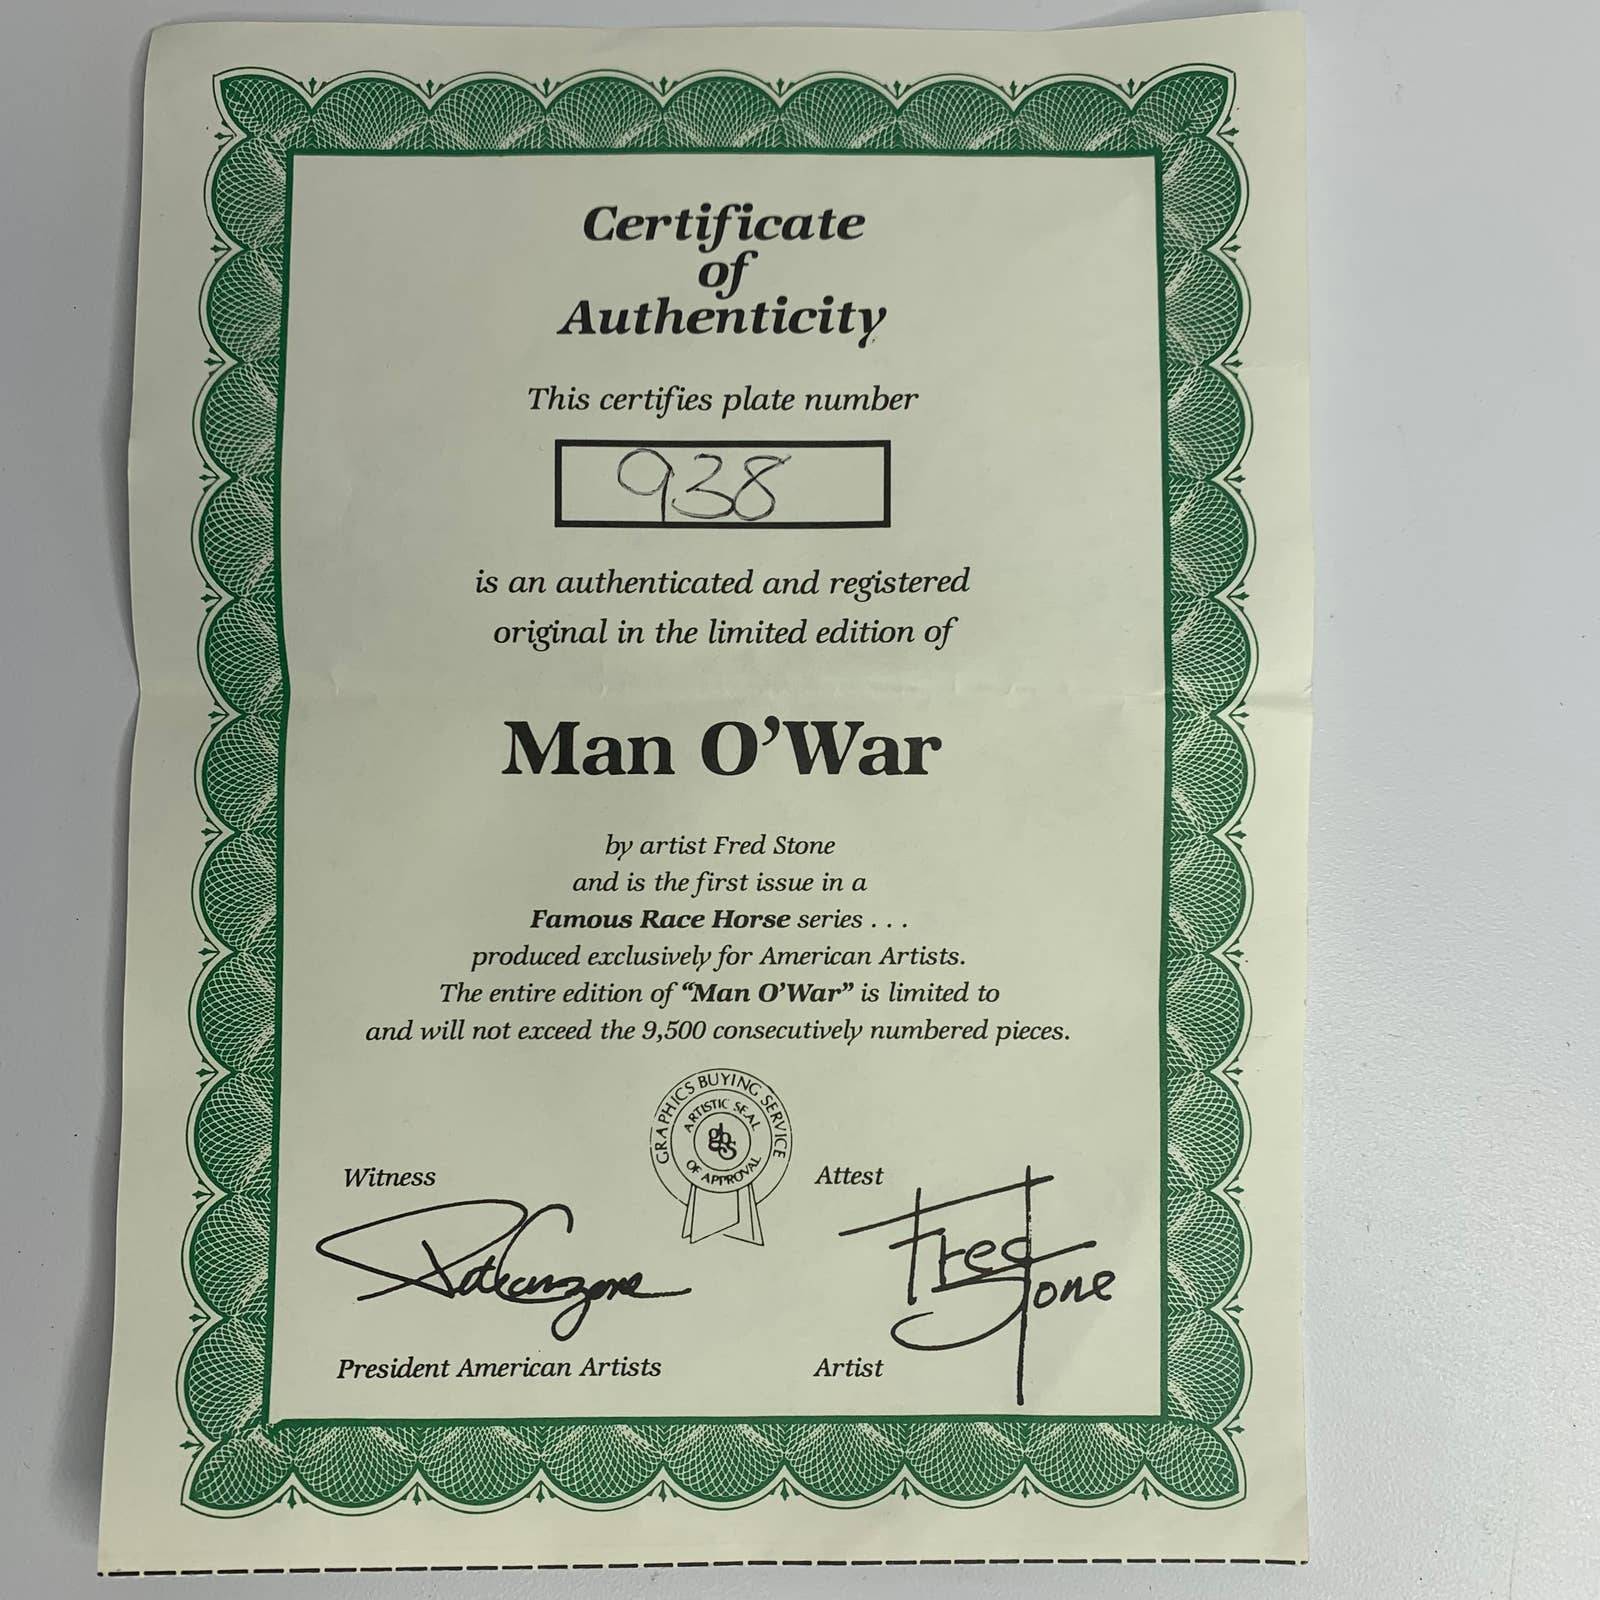 Certificate
of
Authenticity
This certifies plate number
938
is an authenticated and registered
original in the limited edition of
Man O'War
by artist Fred Stone
and is the first issue in a
Famous Race Horse series . . .
produced exclusively for American Artists.
The entire edition of “Man O'War” is limited to
and will not exceed the 9,500 consecutively numbered pieces.
GRAPHICS BUYING SERVICE
ARTISTIC SEAL
gbs
OF APPROVAL
Witness
President American Artists
Attest
Fred
Stone
Artist